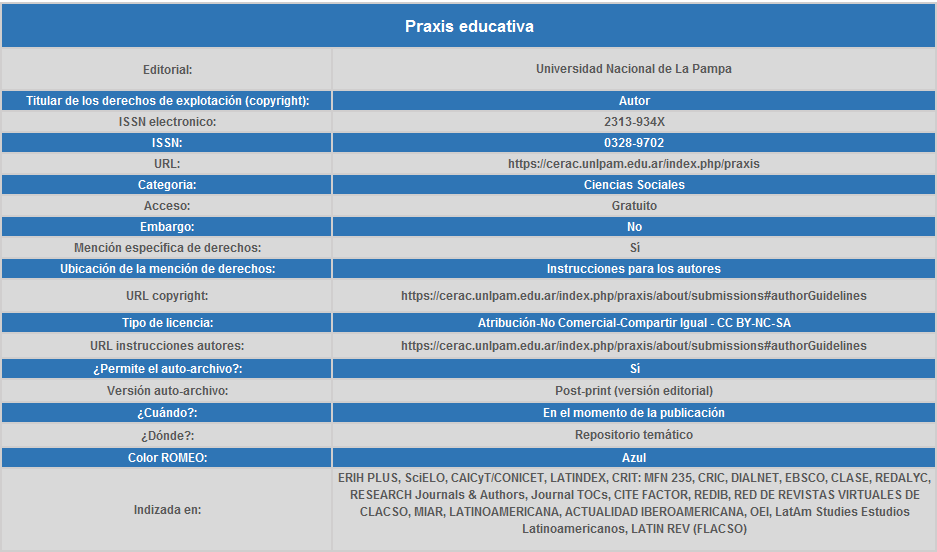 Praxis educativa
Editorial: Universidad Nacional de La Pampa
Titular de los derechos de explotación (copyright): Autor
ISSN electronico: 2313-934X
ISSN: 0328-9702
URL: https://cerac.unlpam.edu.ar/index.php/praxis
Categoria: Ciencias Sociales
Acceso: Gratuito
Embargo: No
Mención específica de derechos: Si
Ubicación de la mención de derechos: Instrucciones para los autores
URL copyright: https://cerac.unlpam.edu.ar/index.php/praxis/about/submissions#authorGuidelines
Tipo de licencia: Atribución-No Comercial-Compartir Igual - CC BY-NC-SA
URL instrucciones autores: https://cerac.unlpam.edu.ar/index.php/praxis/about/submissions#authorGuidelines
¿Permite el auto-archivo?: Si
Versión auto-archivo: Post-print (versión editorial)
¿Cuándo?: En el momento de la publicación
¿Dónde?: Repositorio temático
Color ROMEO: Azul
Indizada en:
ERIH PLUS, SciELO, CAICyT/CONICET, LATINDEX, CRIT: MFN 235, CRIC, DIALNET, EBSCO, CLASE, REDALYC,
RESEARCH Journals & Authors, Journal TOCs, CITE FACTOR, REDIB, RED DE REVISTAS VIRTUALES DE
CLACSO, MIAR, LATINOAMERICANA, ACTUALIDAD IBEROAMERICANA, OEI, LatAm Studies Estudios
Latinoamericanos, LATIN REV (FLACSO)